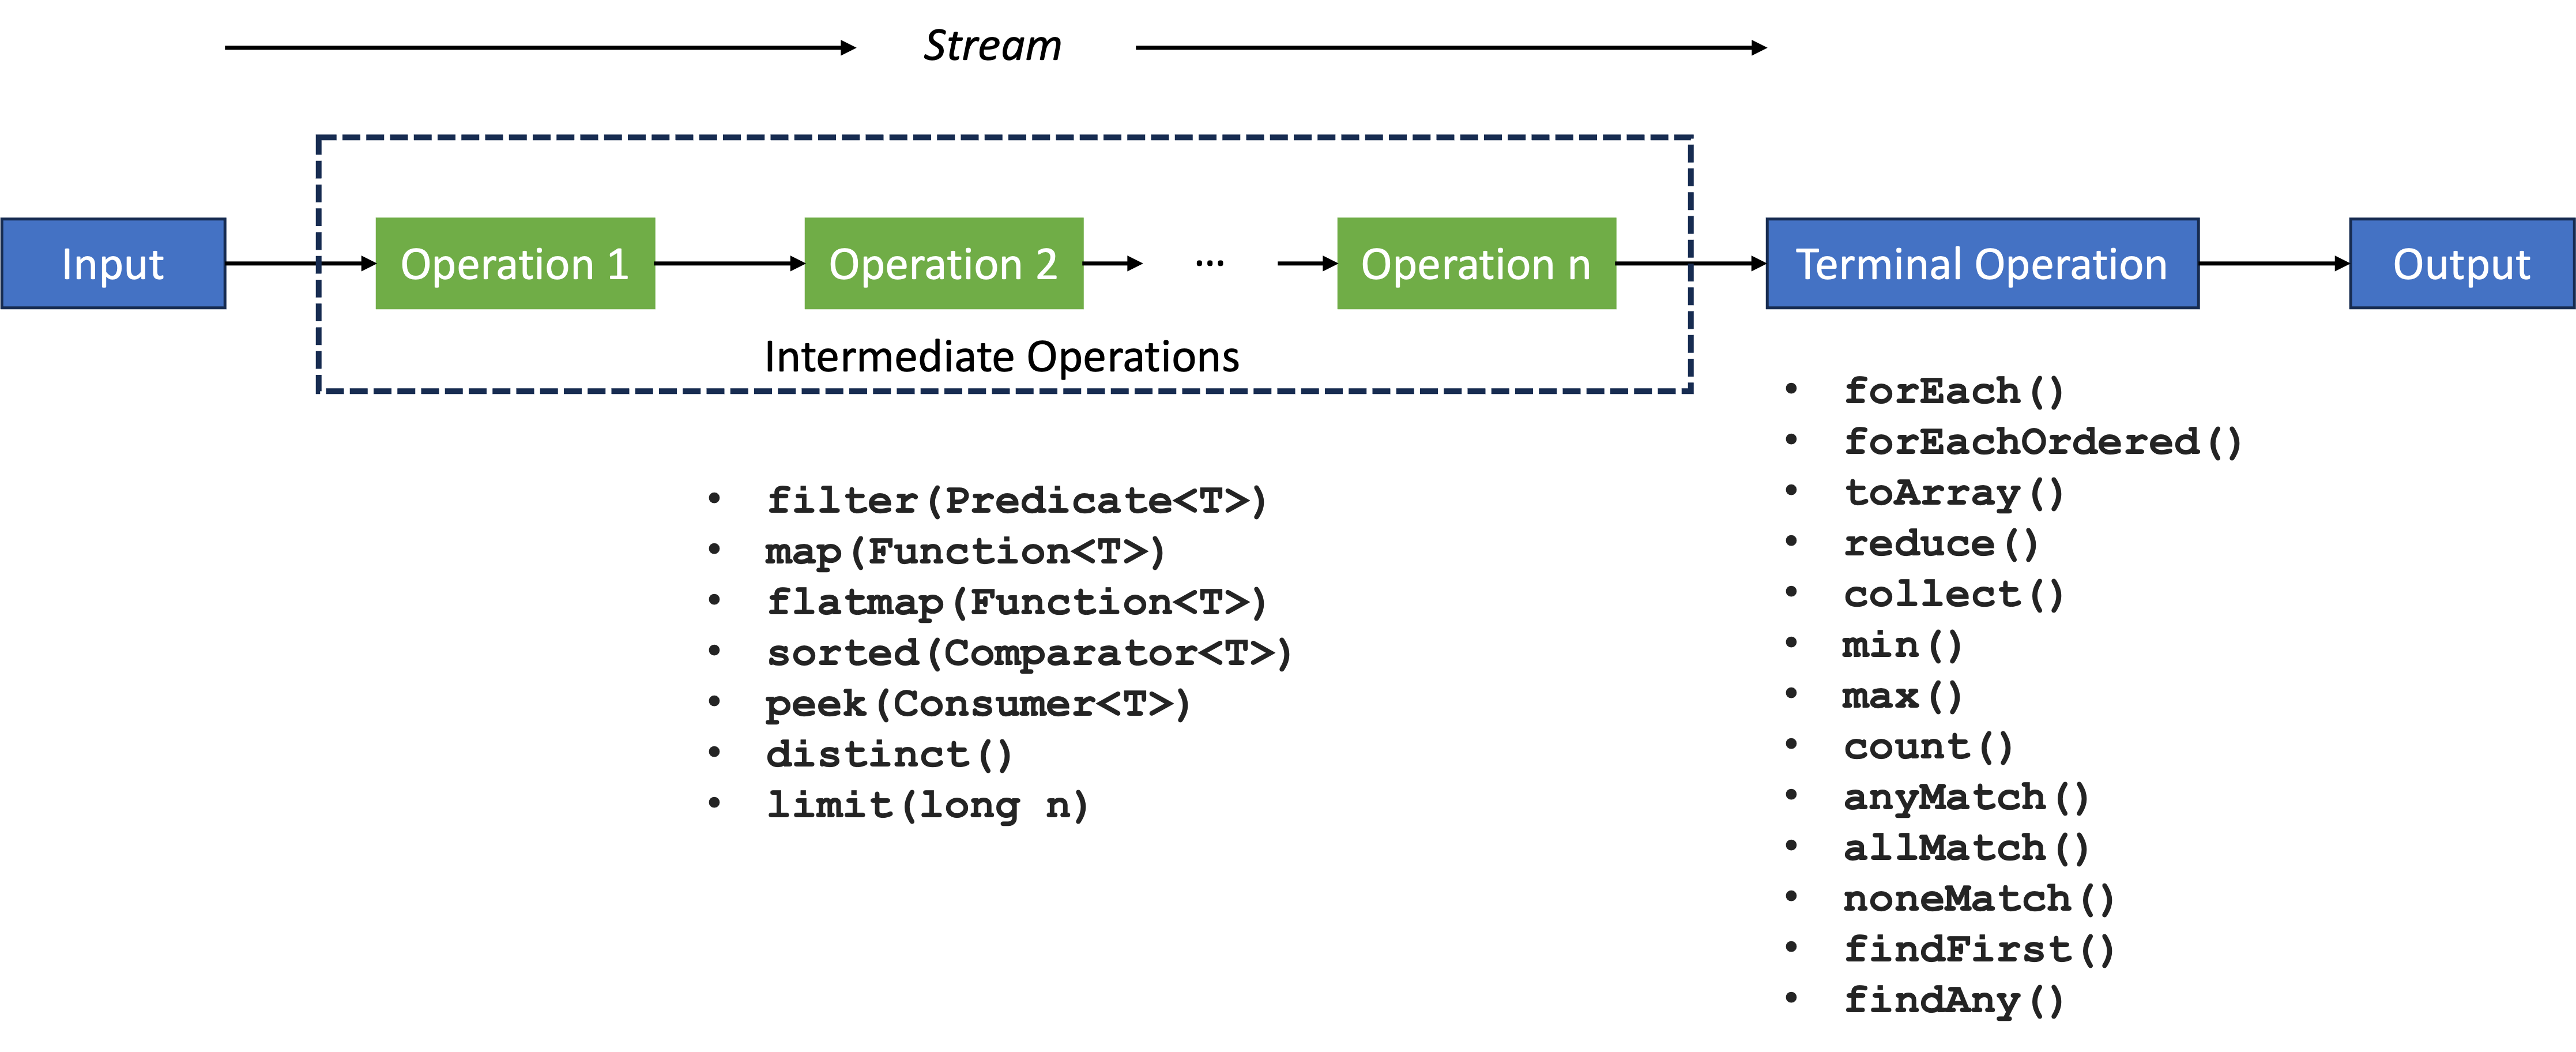 Stream
Input
Operation 1
Operation 2
...
Operation n
Terminal Operation
Output
Intermediate Operations
• filter(Predicate<T>)
• map(Function<T>)
• flatmap(Function<T>)
• sorted(Comparator<T>)
• peek(Consumer<T>)
• distinct()
• limit(long n)
• forEach()
• forEachOrdered()
• toArray()
• reduce()
• collect()
• min()
• max()
• count()
• anyMatch()
• allMatch()
• noneMatch()
• findFirst()
• findAny()